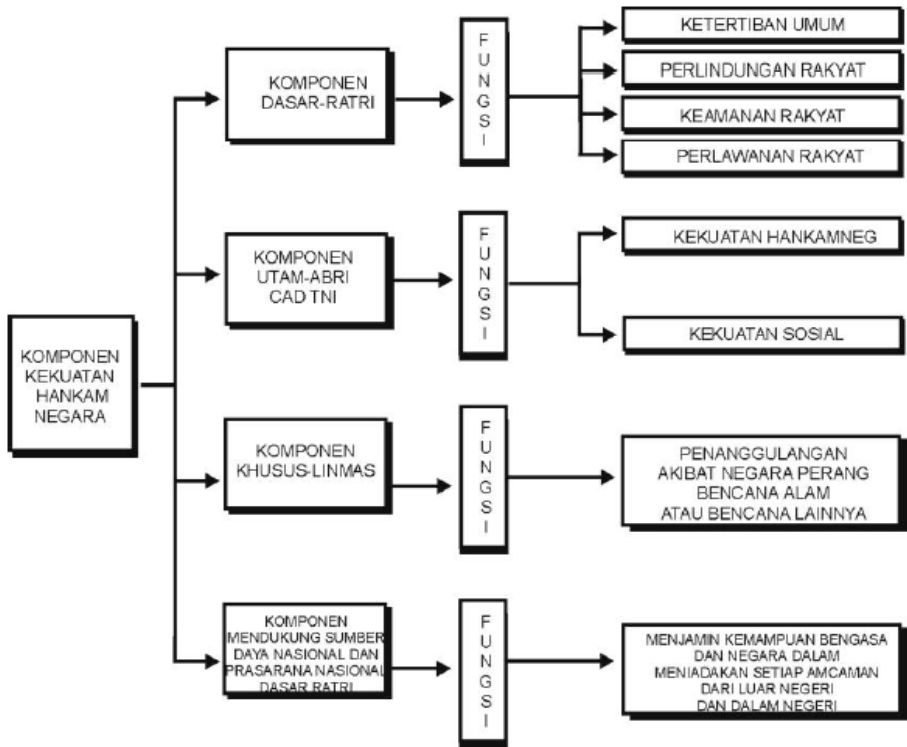 KOMPONEN
KEKUATAN
HANKAM
NEGARA
KOMPONEN
DASAR-RATRI
F
U
N
G
S
I
KETERTIBAN UMUM
PERLINDUNGAN RAKYAT
KEAMANAN RAKYAT
PERLAWANAN RAKYAT
KOMPONEN
UTAM-ABRI
CAD TNI
F
U
N
G
S
I
KEKUATAN HANKAMNEG
KEKUATAN SOSIAL
KOMPONEN
KHUSUS-LINMAS
F
U
N
G
S
I
PENANGGULANGAN
AKIBAT NEGARA PERANG
BENCANA ALAM
ATAU BENCANA LAINNYA
KOMPONEN
MENDUKUNG SUMBER
DAYA NASIONAL DAN
PRASARANA NASIONAL
DASAR RATRI
F
U
N
G
S
I
MENJAMIN KEMAMPUAN BENGASA
DAN NEGARA DALAM
MENIADAKAN SETIAP AMCAMAN
DARI LUAR NEGERI
DAN DALAM NEGERI